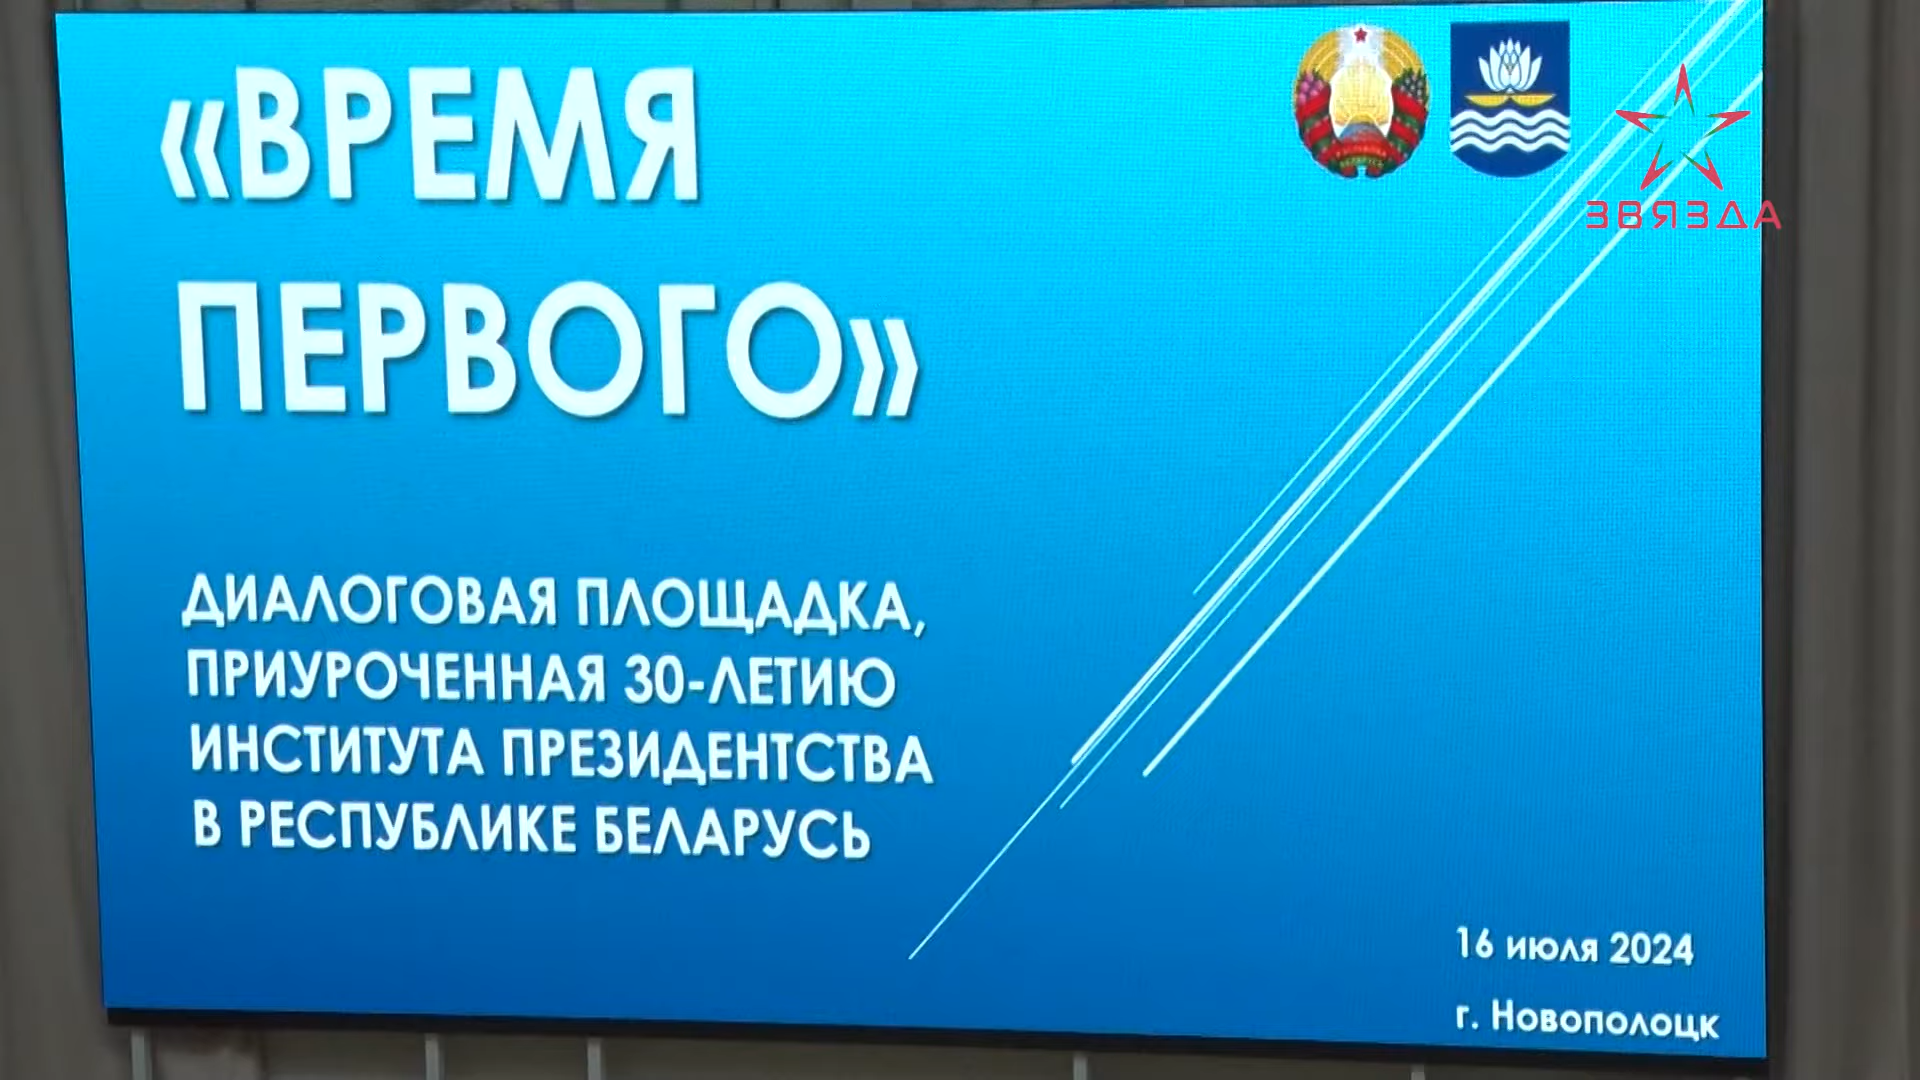 «ВРЕМЯ
ПЕРВОГО»
ЗВЯЗДА
ДИАЛОГОВАЯ ПЛОЩАДКА,
ПРИУРОЧЕННАЯ 30-ЛЕТИЮ
ИНСТИТУТА ПРЕЗИДЕНТСТВА
В РЕСПУБЛИКЕ БЕЛАРУСЬ
16 июля 2024
г. Новополоцк